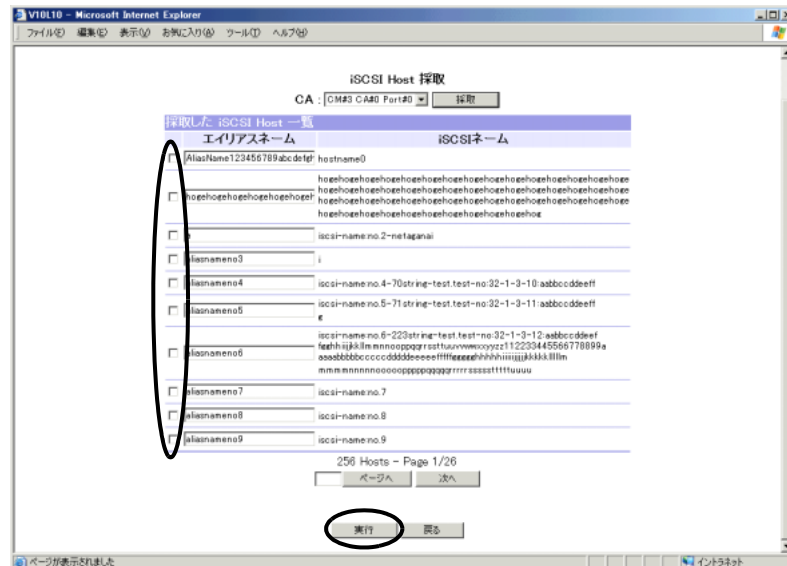 V10L10 - Microsoft Internet Explorer
ファイル(F) 編集(E) 表示(V) お気に入り(A) ツール(T) ヘルプ(H)
iSCSI Host 採取
CA : CM#3 CA#0 Port#0 採取
採取した iSCSI Host 一覧
エイリアスネーム iSCSIネーム
AliasName123456789abcdefgh hostname0
hogehogehogehogehogehogehogehogehogehogehogehogehogehoge
hogehogehogehogehogehogehogehogehogehogehogehogehogehoge
hogehogehogehogehogehogeh hogehogehogehogehogehogehogehogehogehogehogehogehogehoge
hogehogehogehogehogehogehogehogehogehog
iscsi-name:no.2-netaganai
aliasnameno3 i
aliasnameno4 iscsi-name:no.4-70string-test.test-no:32-1-3-10:aabbccddeeff
aliasnameno5 iscsi-name:no.5-71string-test.test-no:32-1-3-11:aabbccddeeff
g
iscsi-name:no.6-223string-test.test-no:32-1-3-12:aabbccddeef
aliasnameno6
aliasnameno7 iscsi-name:no.7
aliasnameno8 iscsi-name:no.8
aliasnameno9 iscsi-name:no.9
256 Hosts - Page 1/26
ページへ 次へ
実行 戻る
ページが表示されました イントラネット